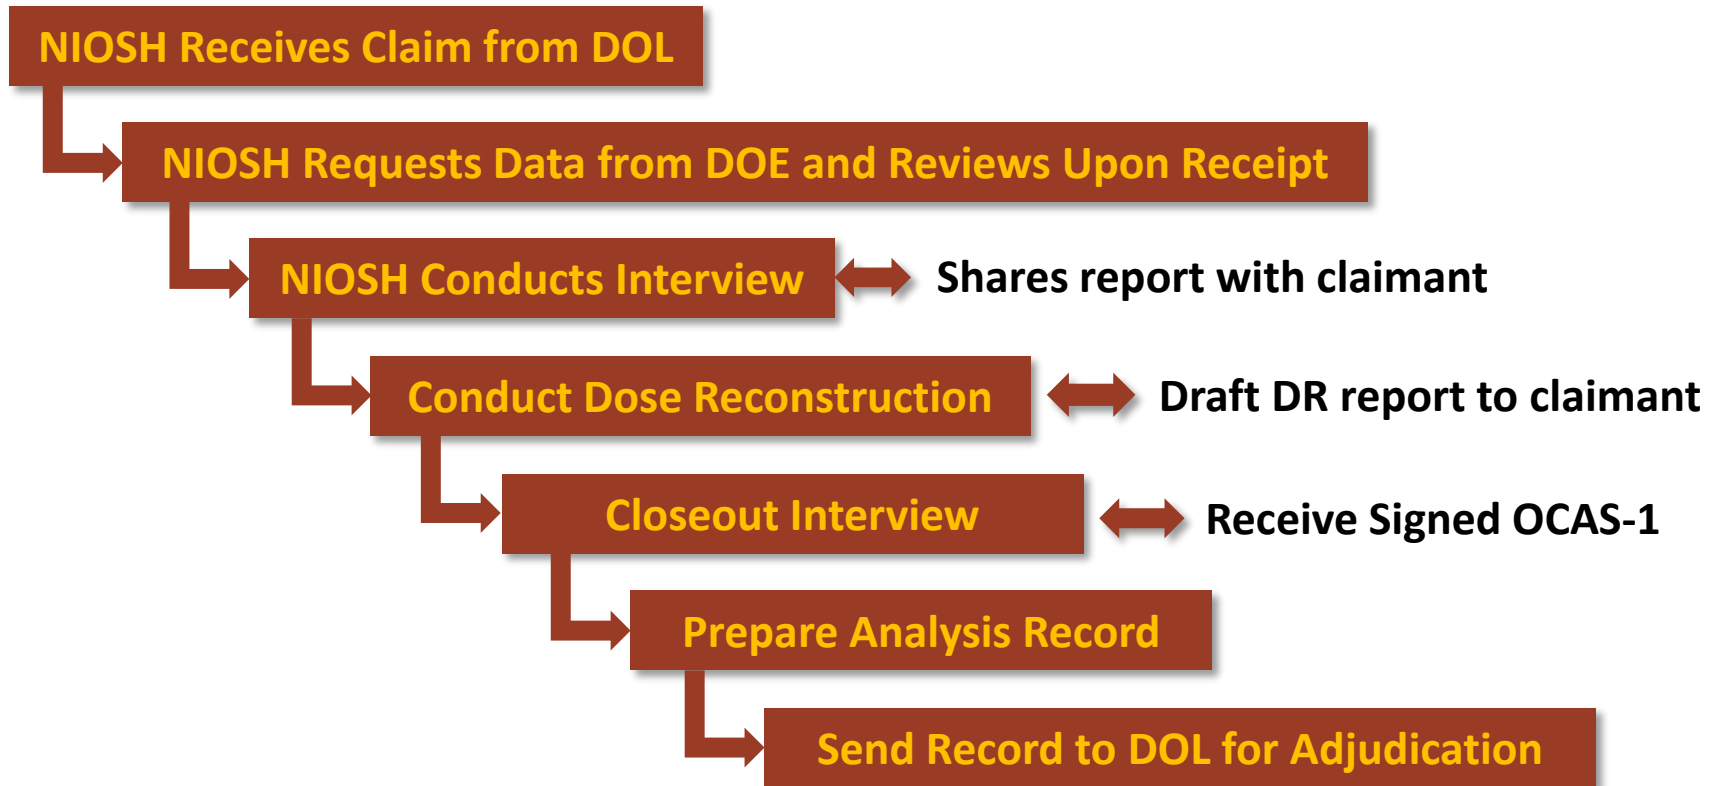 NIOSH Receives Claim from DOL
NIOSH Requests Data from DOE and Reviews Upon Receipt
NIOSH Conducts Interview
Shares report with claimant
Conduct Dose Reconstruction
Draft DR report to claimant
Closeout Interview
Receive Signed OCAS-1
Prepare Analysis Record
Send Record to DOL for Adjudication